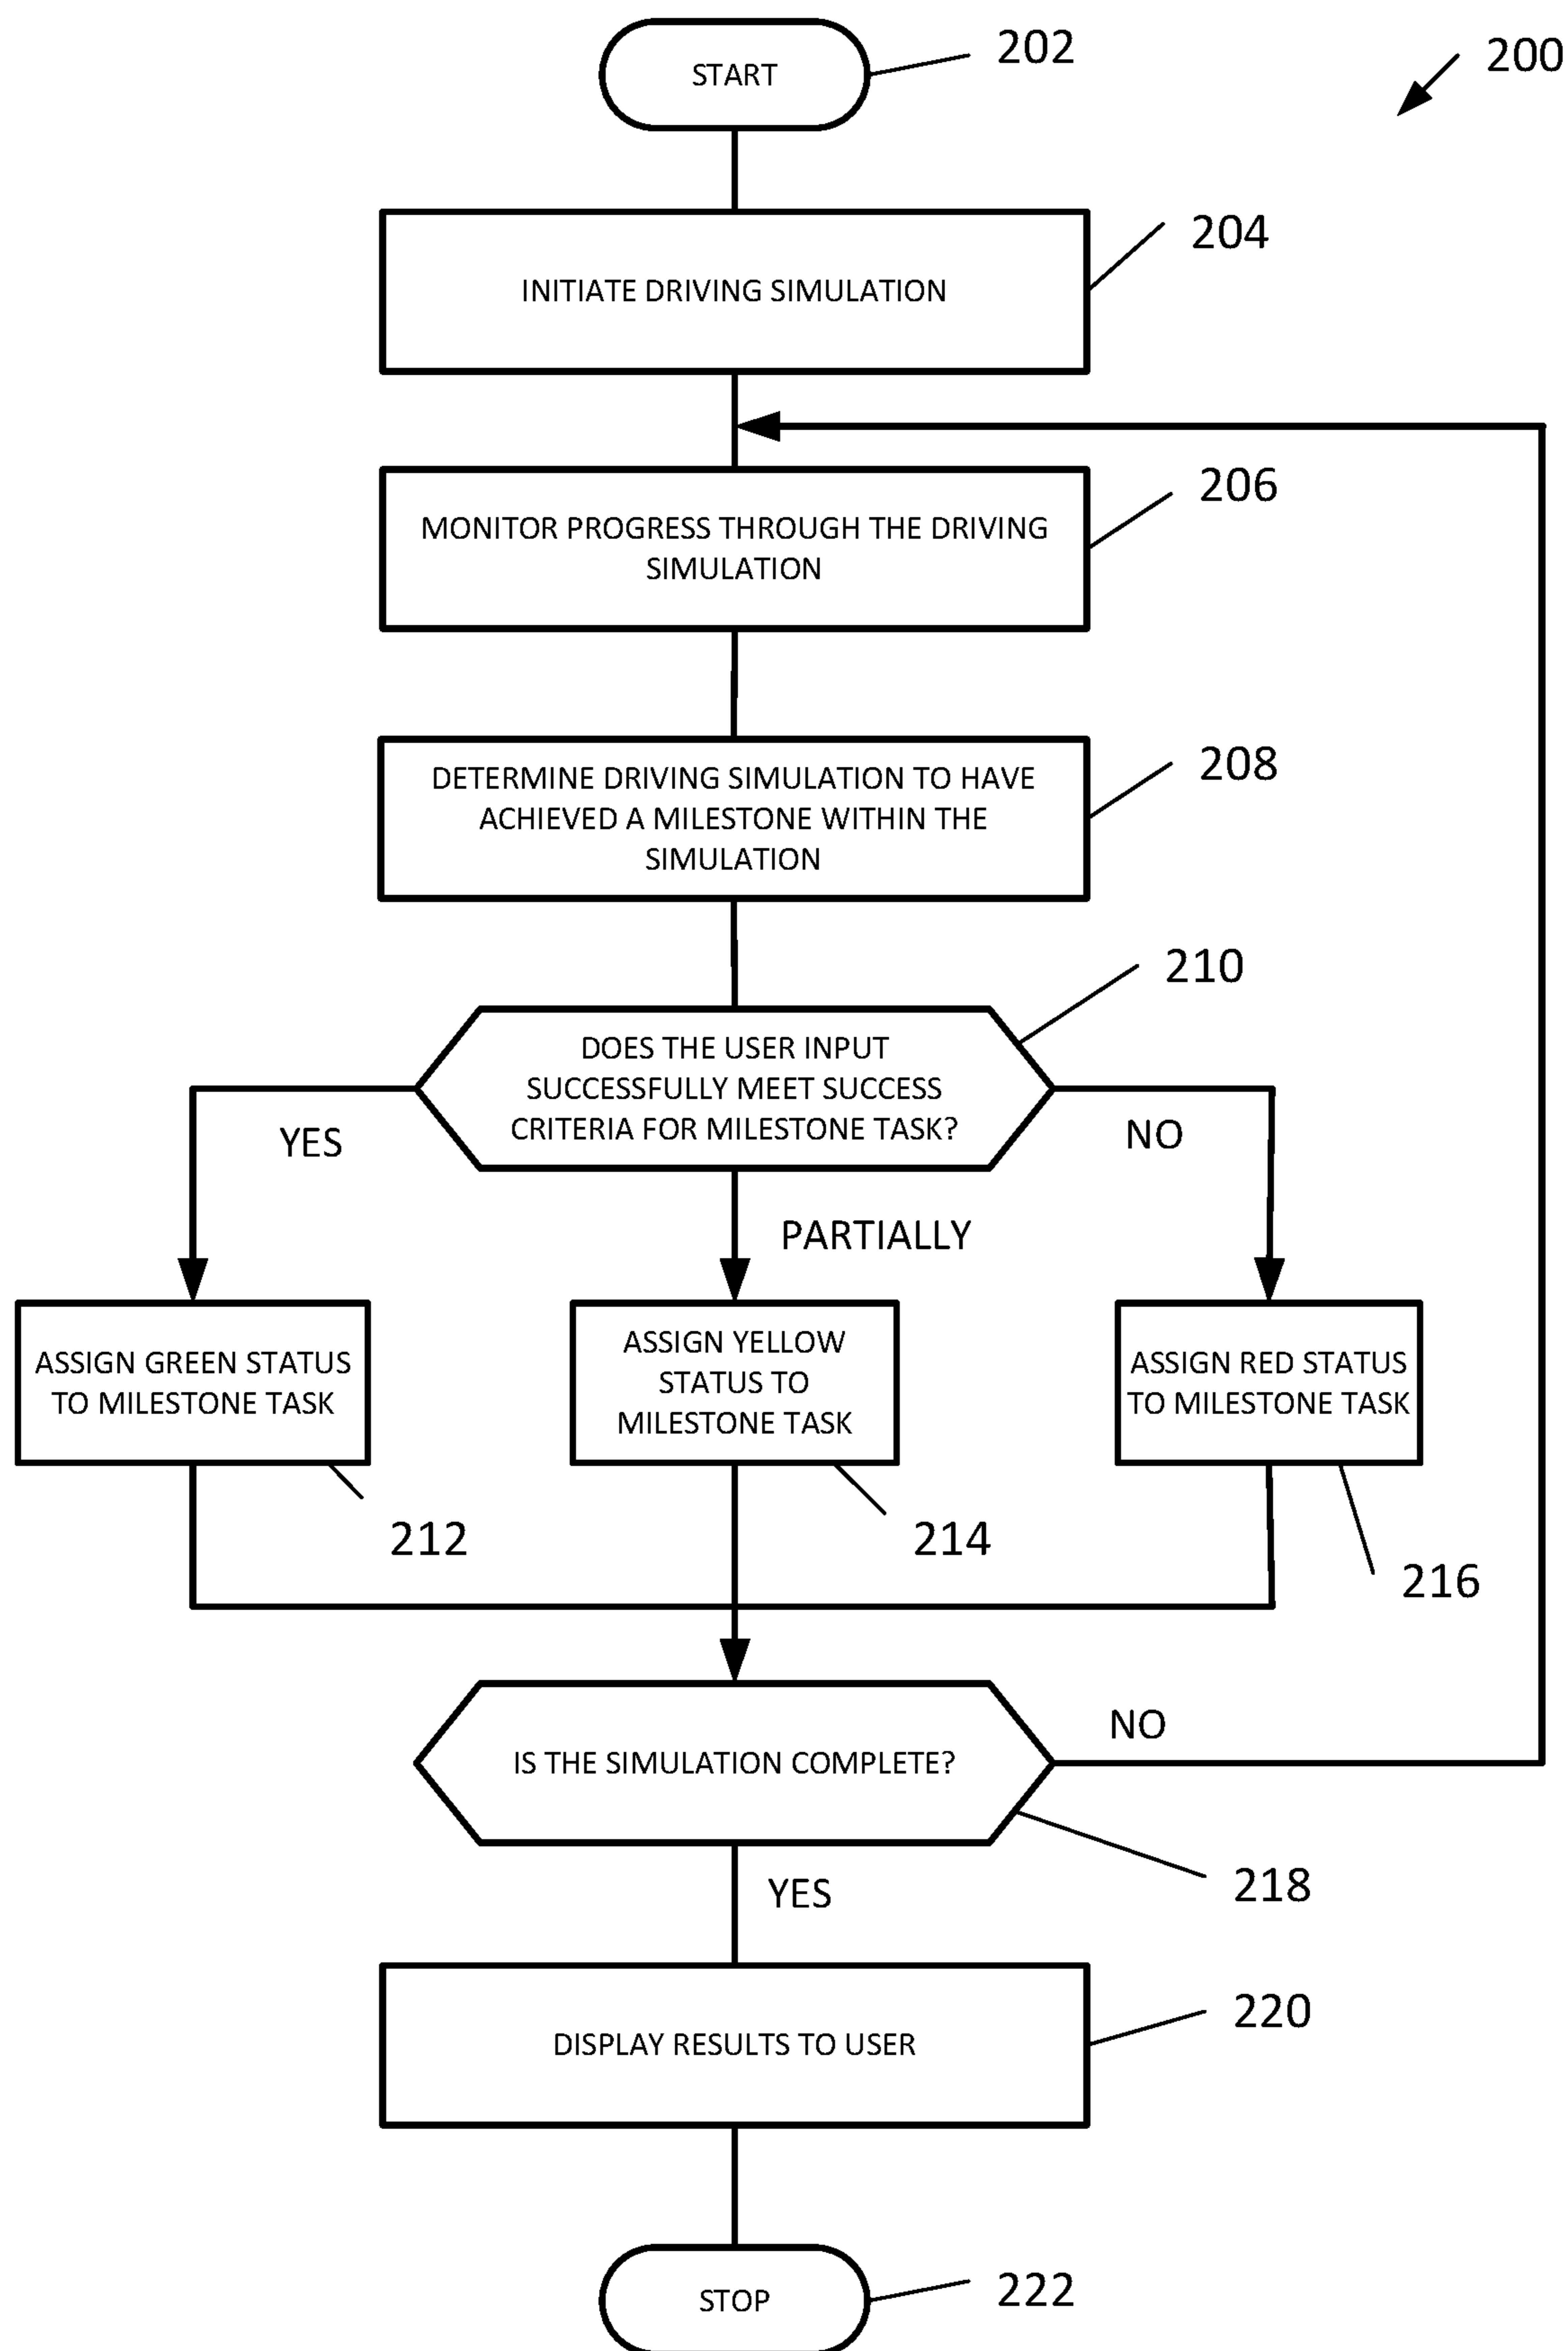 START
202
200
INITIATE DRIVING SIMULATION
204
MONITOR PROGRESS THROUGH THE DRIVING
SIMULATION
206
DETERMINE DRIVING SIMULATION TO HAVE
ACHIEVED A MILESTONE WITHIN THE
SIMULATION
208
210
DOES THE USER INPUT
SUCCESSFULLY MEET SUCCESS
CRITERIA FOR MILESTONE TASK?
YES
PARTIALLY
NO
ASSIGN GREEN STATUS
TO MILESTONE TASK
212
ASSIGN YELLOW
STATUS TO
MILESTONE TASK
214
ASSIGN RED STATUS
TO MILESTONE TASK
216
IS THE SIMULATION COMPLETE?
NO
218
YES
DISPLAY RESULTS TO USER
220
STOP
222